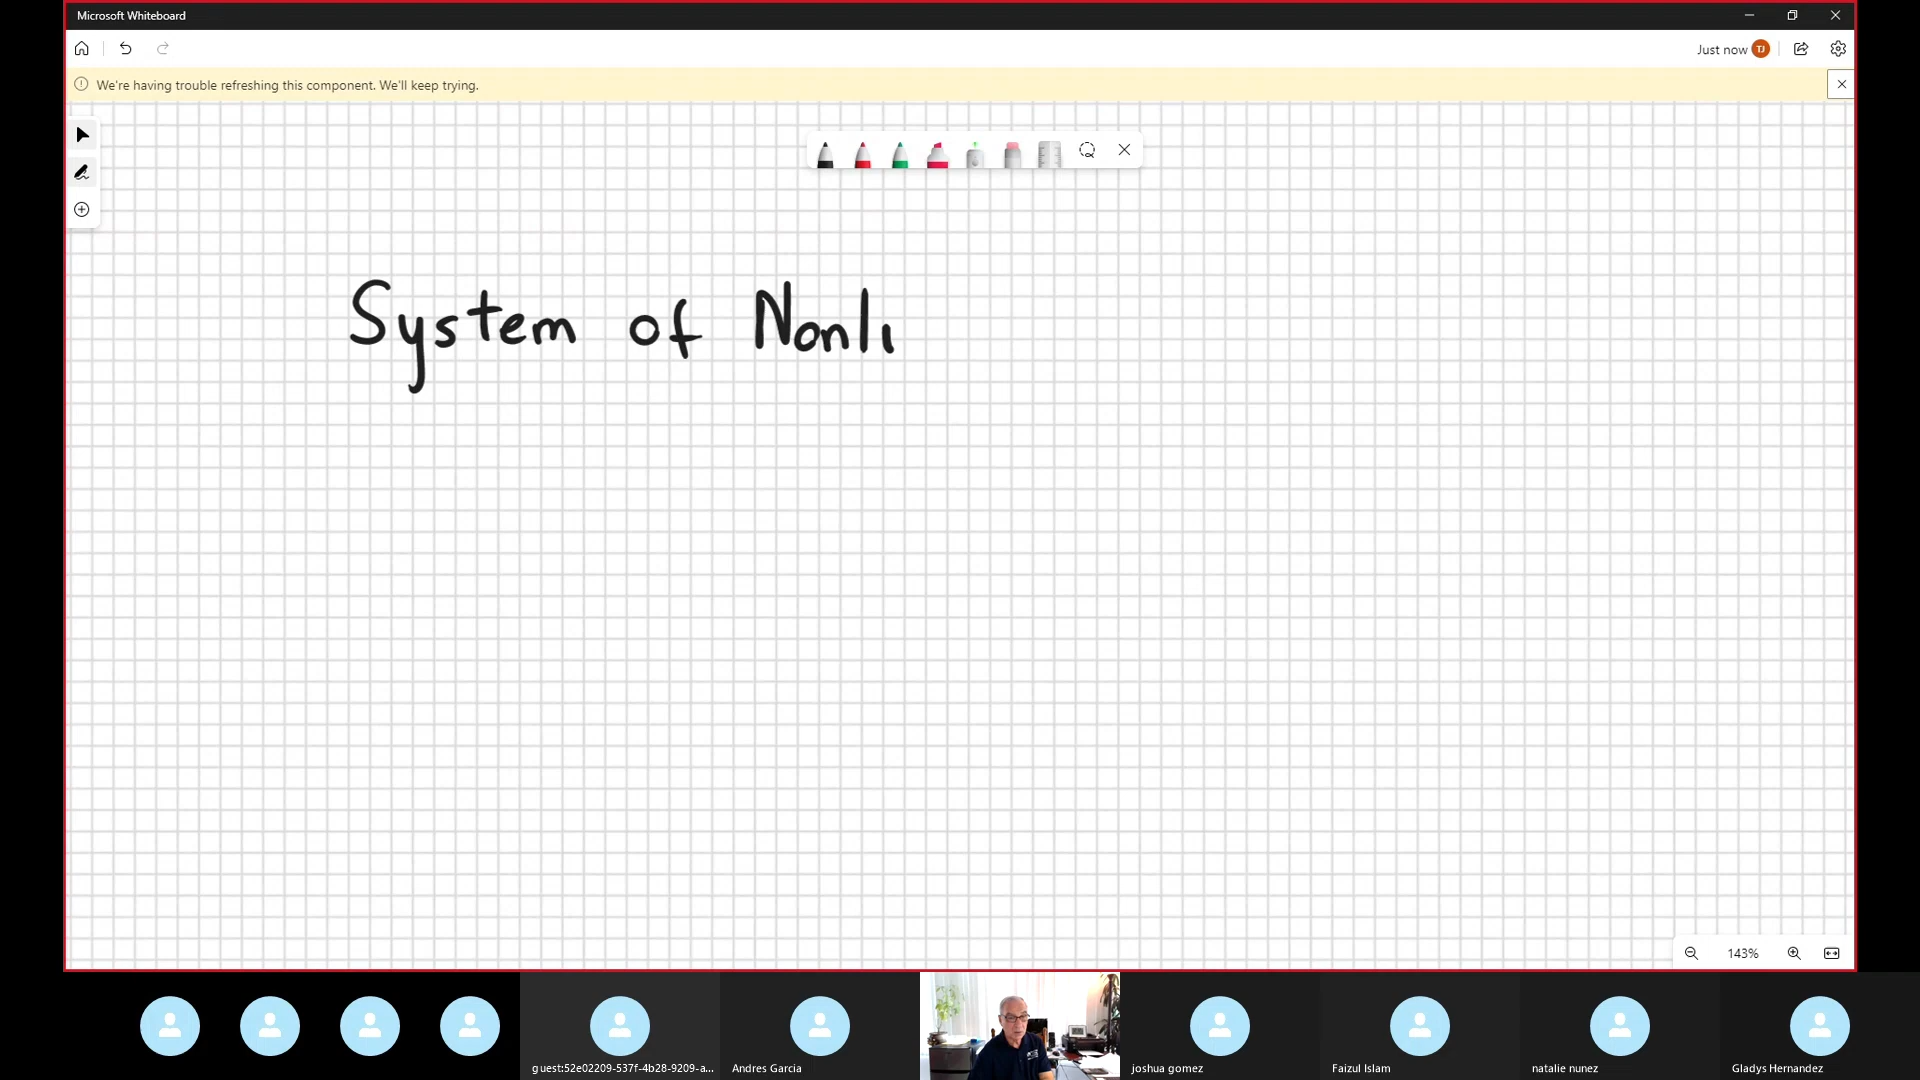 Microsoft Whiteboard
Just now TJ
We're having trouble refreshing this component. We'll keep trying.
System of Nonli
143%
guest:52e02209-537f-4b28-9209-a...
Andres Garcia
joshua gomez
Faizul Islam
natalie nunez
Gladys Hernandez